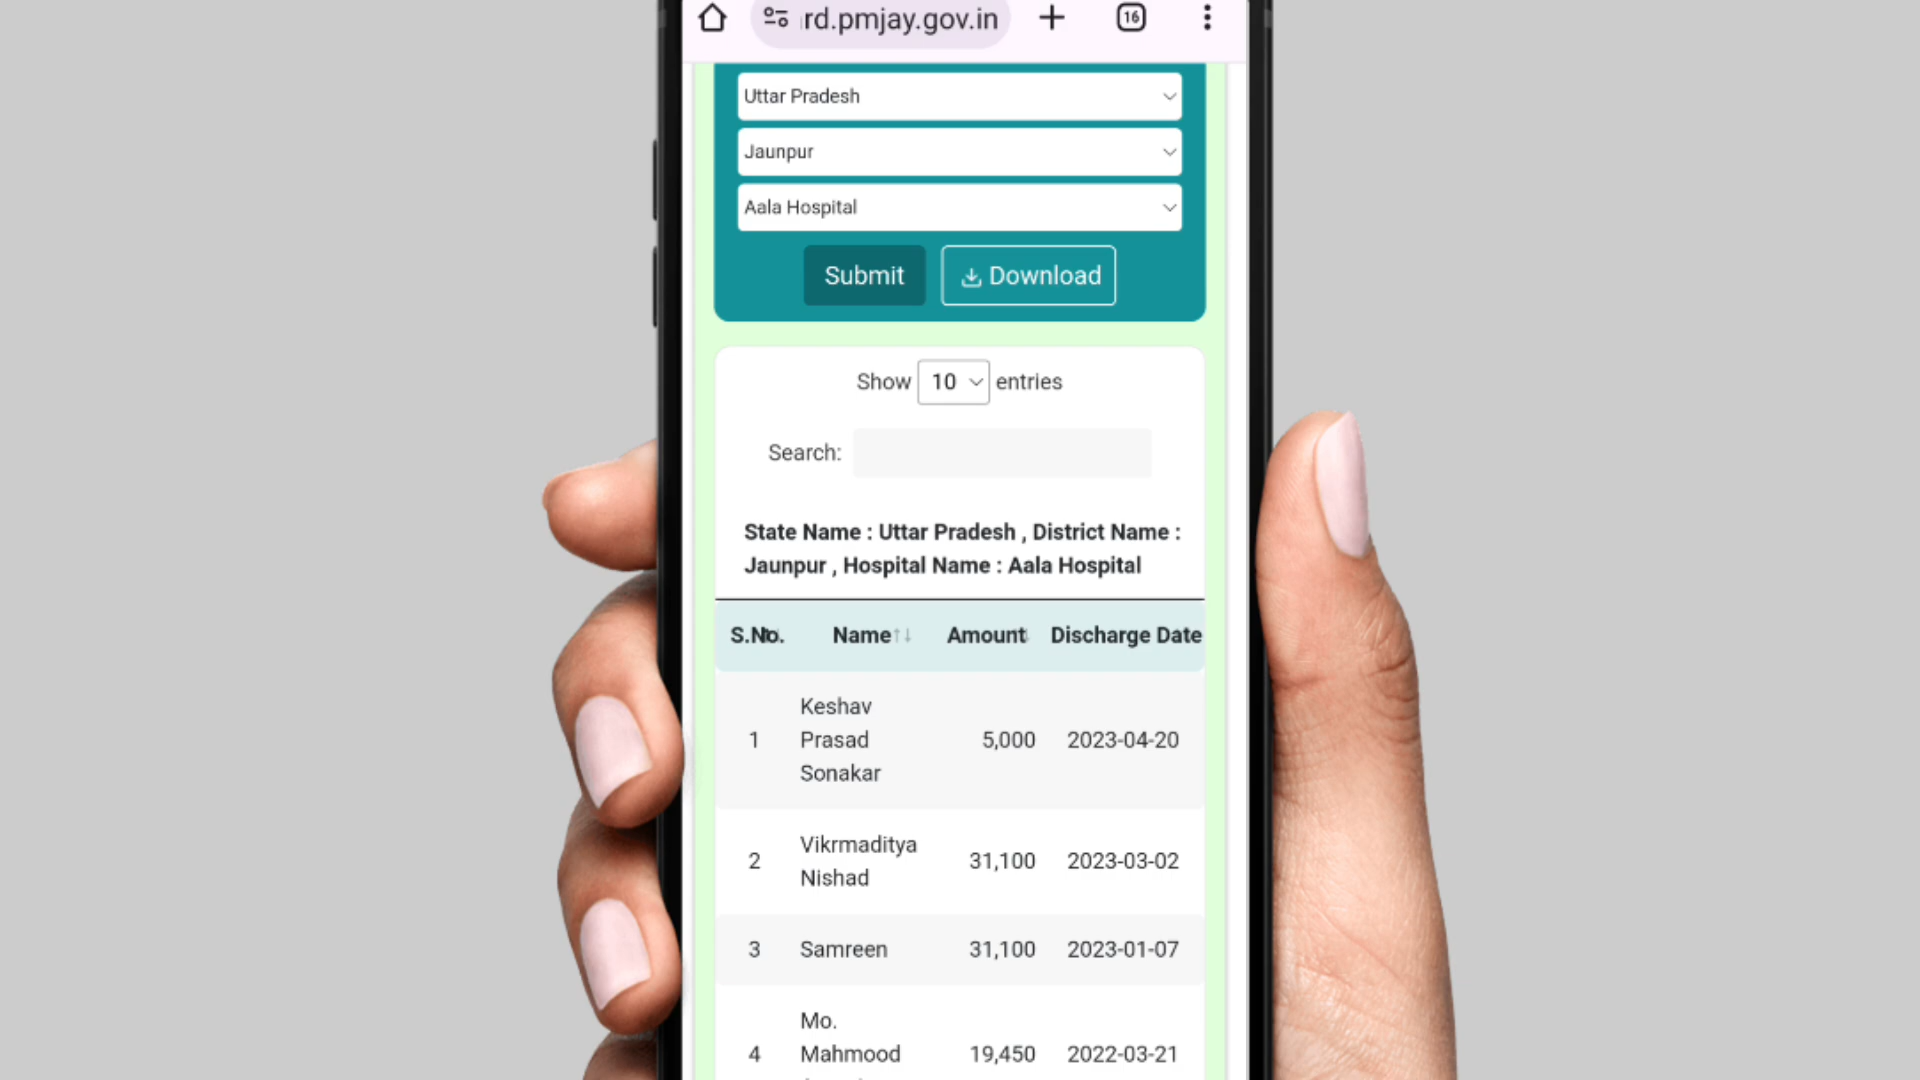 rd.pmjay.gov.in
16
Uttar Pradesh
Jaunpur
Aala Hospital
Submit Download
Show 10 entries
Search:
State Name : Uttar Pradesh , District Name :
Jaunpur , Hospital Name : Aala Hospital
S.No. Name Amount Discharge Date
Keshav
1 Prasad 5,000 2023-04-20
Sonakar
Vikrmaditya
2 31,100 2023-03-02
Nishad
3 Samreen 31,100 2023-01-07
Mo.
4 Mahmood 19,450 2022-03-21